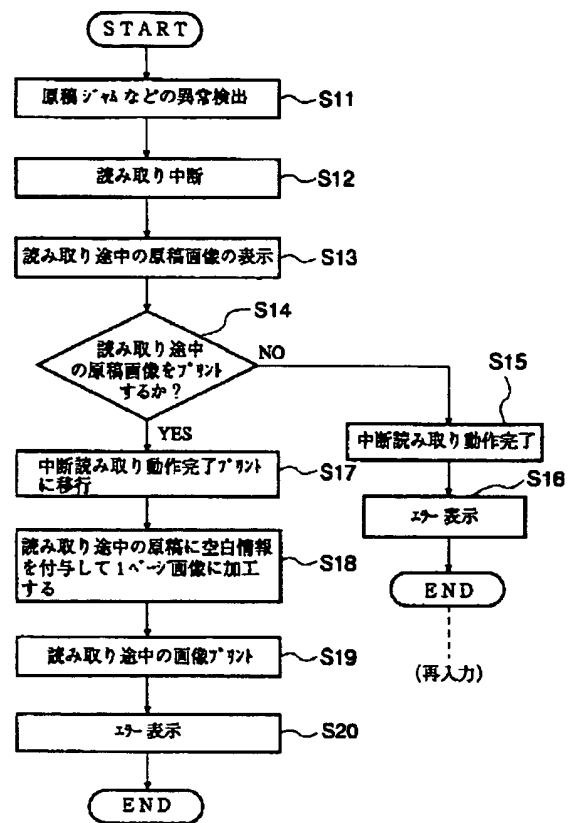 START
原稿ジャムなどの異常検出
S11
読み取り中断
S12
読み取り途中の原稿画像の表示
S13
S14
読み取り途中
の原稿画像をプリント
するか？
NO
YES
S15
中断読み取り動作完了
S16
エラー表示
END
(再入力)
中断読み取り動作完了プリント
に移行
S17
読み取り途中の原稿に空白情報
を付与して1ページ画像に加工
する
S18
読み取り途中の画像プリント
S19
エラー表示
S20
END